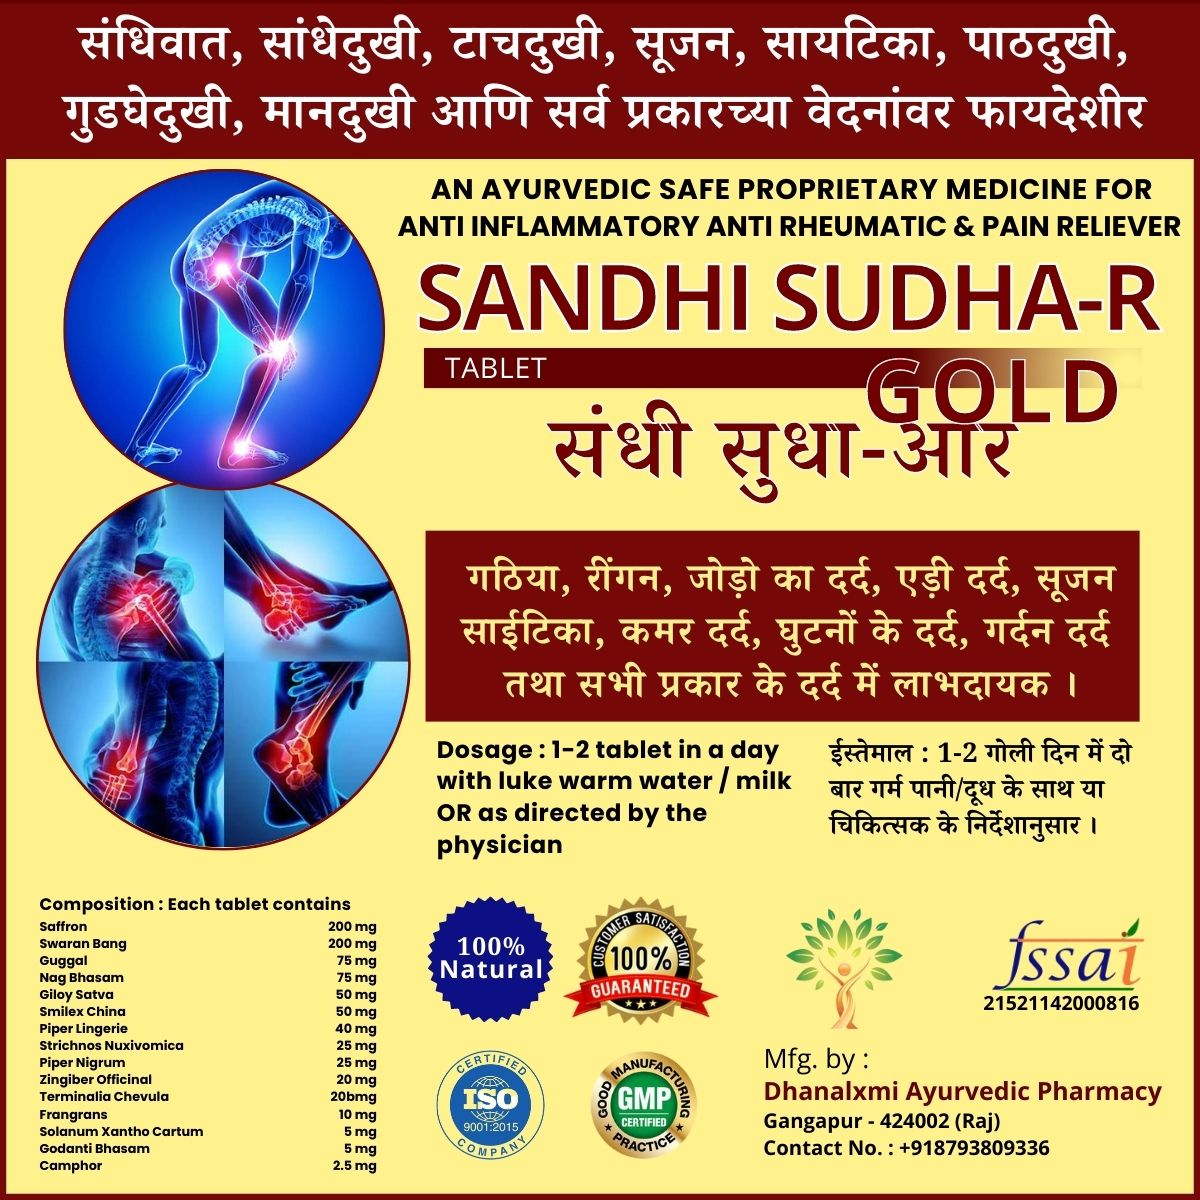 संधिवात, सांधेदुखी, टाचदुखी, सूजन, सायटिका, पाठदुखी,
गुडघेदुखी, मानदुखी आणि सर्व प्रकारच्या वेदनांवर फायदेशीर
AN AYURVEDIC SAFE PROPRIETARY MEDICINE FOR
ANTI INFLAMMATORY ANTI RHEUMATIC & PAIN RELIEVER
SANDHI SUDHA-R
TABLET
GOLD
संधी सुधा-आर
गठिया, रींगन, जोड़ो का दर्द, एड़ी दर्द, सूजन
साईटिका, कमर दर्द, घुटनों के दर्द, गर्दन दर्द
तथा सभी प्रकार के दर्द में लाभदायक ।
Dosage : 1-2 tablet in a day
with luke warm water / milk
OR as directed by the
physician
ईस्तेमाल : 1-2 गोली दिन में दो
बार गर्म पानी/दूध के साथ या
चिकित्सक के निर्देशानुसार ।
Composition : Each tablet contains
Saffron 200 mg
Swaran Bang 200 mg
Guggal 75 mg
Nag Bhasam 75 mg
Giloy Satva 50 mg
Smilex China 50 mg
Piper Lingerie 40 mg
Strichnos Nuxivomica 25 mg
Piper Nigrum 25 mg
Zingiber Officinal 20 mg
Terminalia Chevula 20bmg
Frangrans 10 mg
Solanum Xantho Cartum 5 mg
Godanti Bhasam 5 mg
Camphor 2.5 mg
100%
Natural
CUSTOMER SATISFACTION
100%
GUARANTEED
fssai
21521142000816
CERTIFIED
ISO
9001:2015
COMPANY
GOOD MANUFACTURING
GMP
CERTIFIED
PRACTICE
Mfg. by :
Dhanalxmi Ayurvedic Pharmacy
Gangapur - 424002 (Raj)
Contact No. : +918793809336